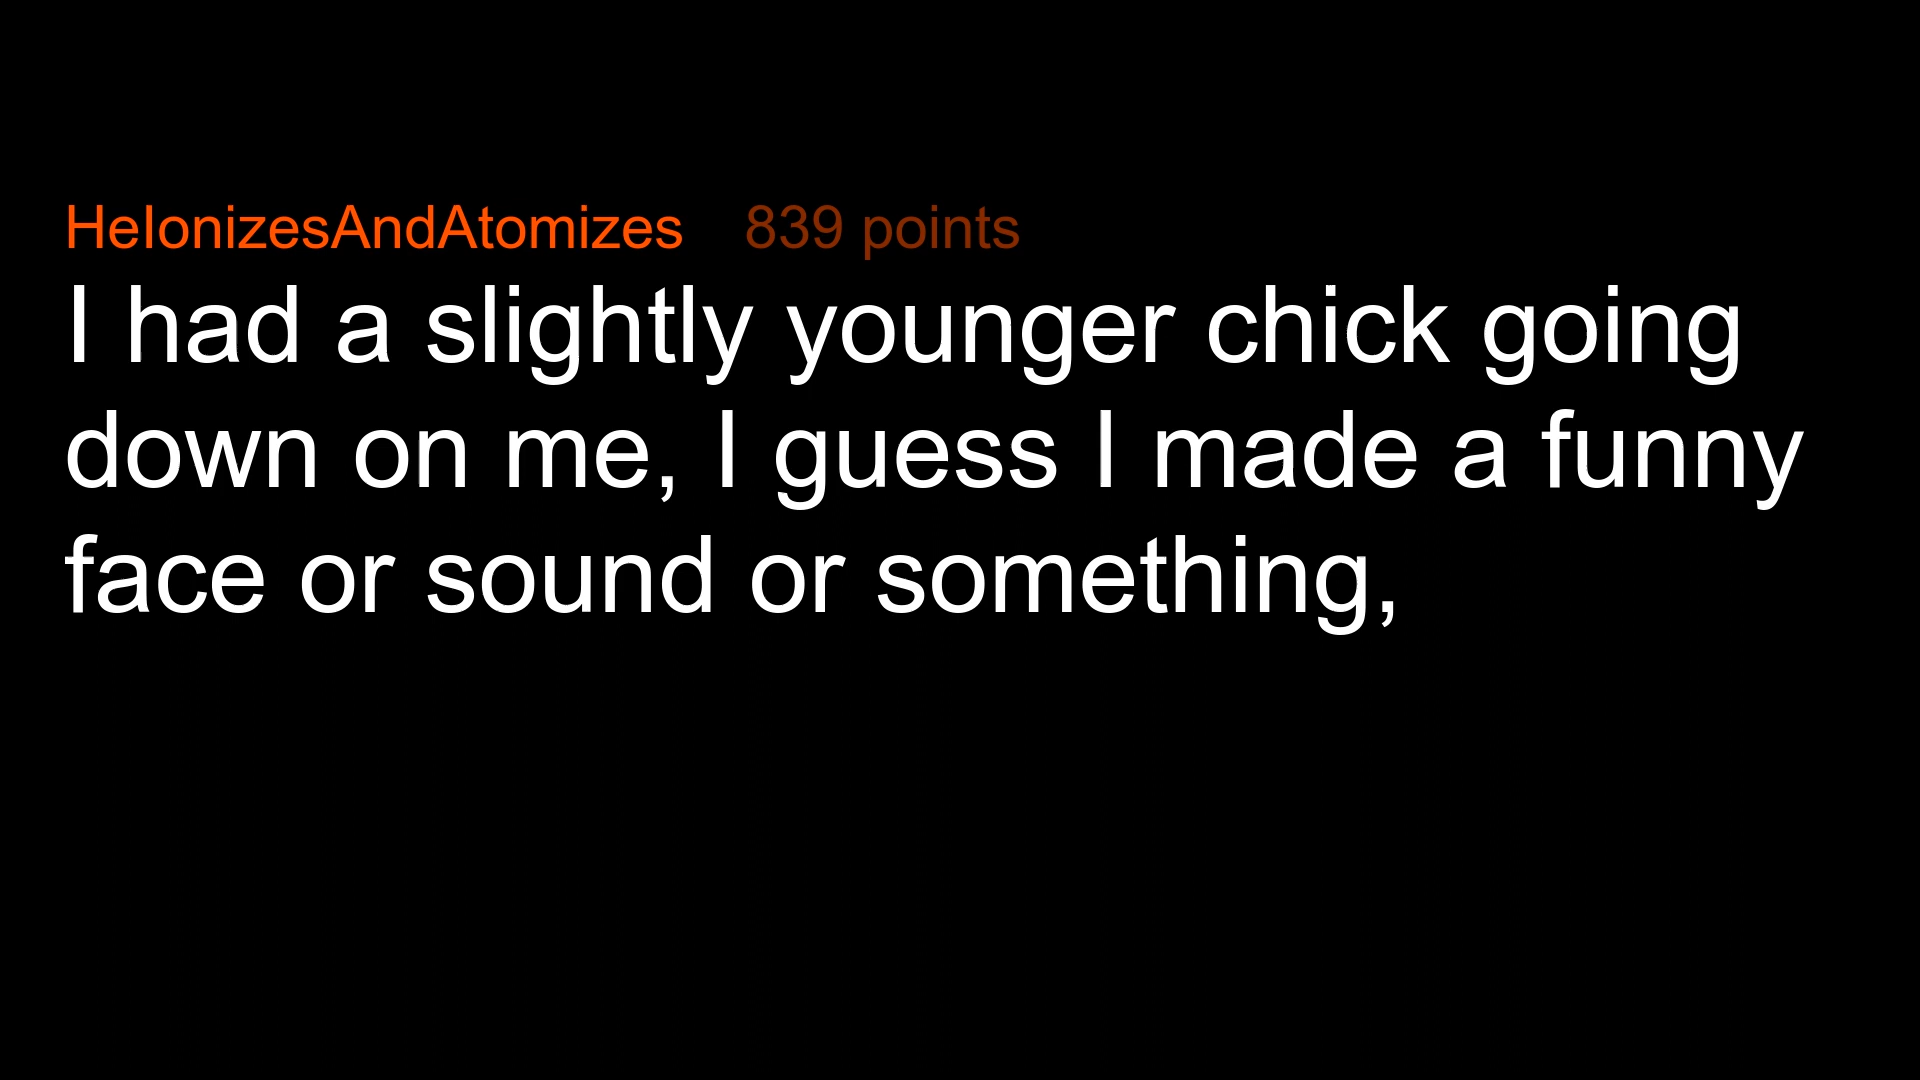 HeIonizesAndAtomizes 839 points
I had a slightly younger chick going
down on me, I guess I made a funny
face or sound or something,